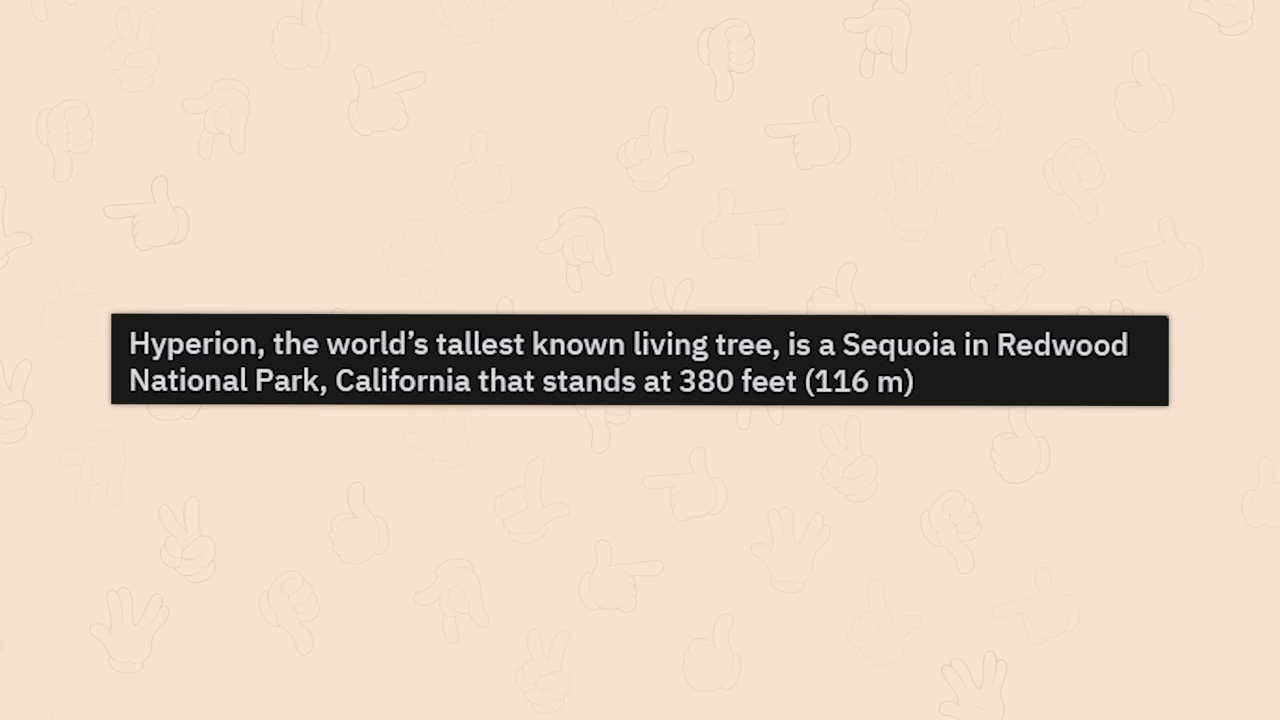 Hyperion, the world’s tallest known living tree, is a Sequoia in Redwood
National Park, California that stands at 380 feet (116 m)